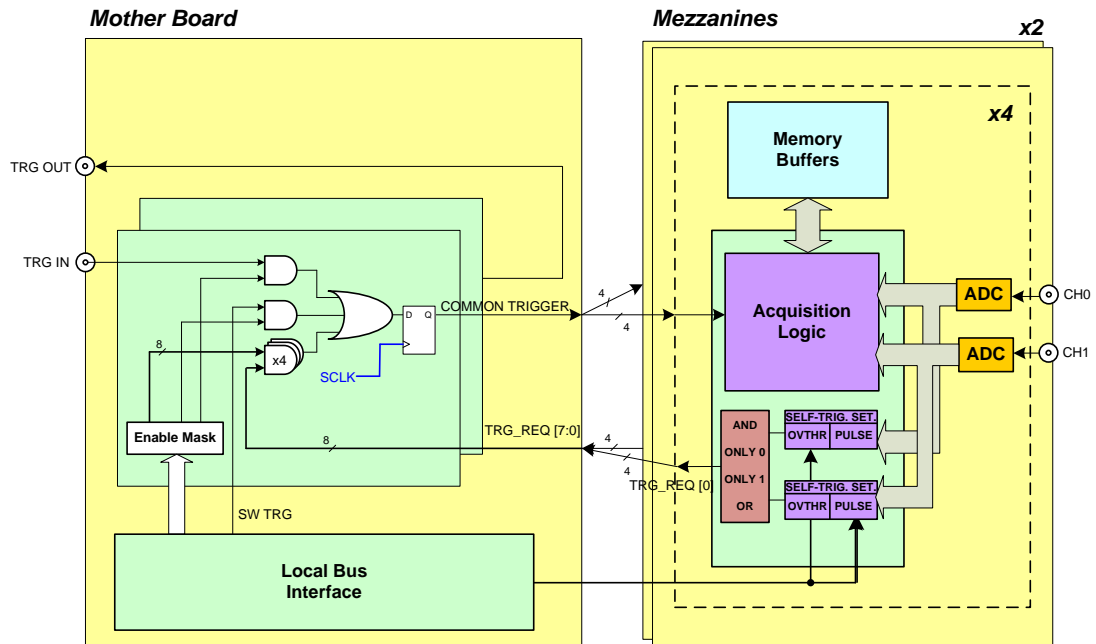 Mother Board
Mezzanines
x2
x4
Memory
Buffers
TRG OUT
TRG IN
COMMON TRIGGER
4
4
D Q
SCLK
x4
8
Acquisition
Logic
ADC
CH0
ADC
CH1
Enable Mask
8
TRG_REQ [7:0]
4
4
TRG_REQ [0]
AND
ONLY 0
ONLY 1
OR
SELF-TRIG. SET.
OVTHR PULSE
SELF-TRIG. SET.
OVTHR PULSE
SW TRG
Local Bus
Interface